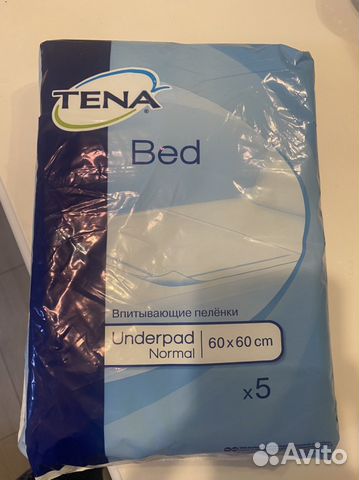 TENA
Bed
Впитывающие пелёнки
Underpad
Normal
60 x 60 cm
x5
Avito